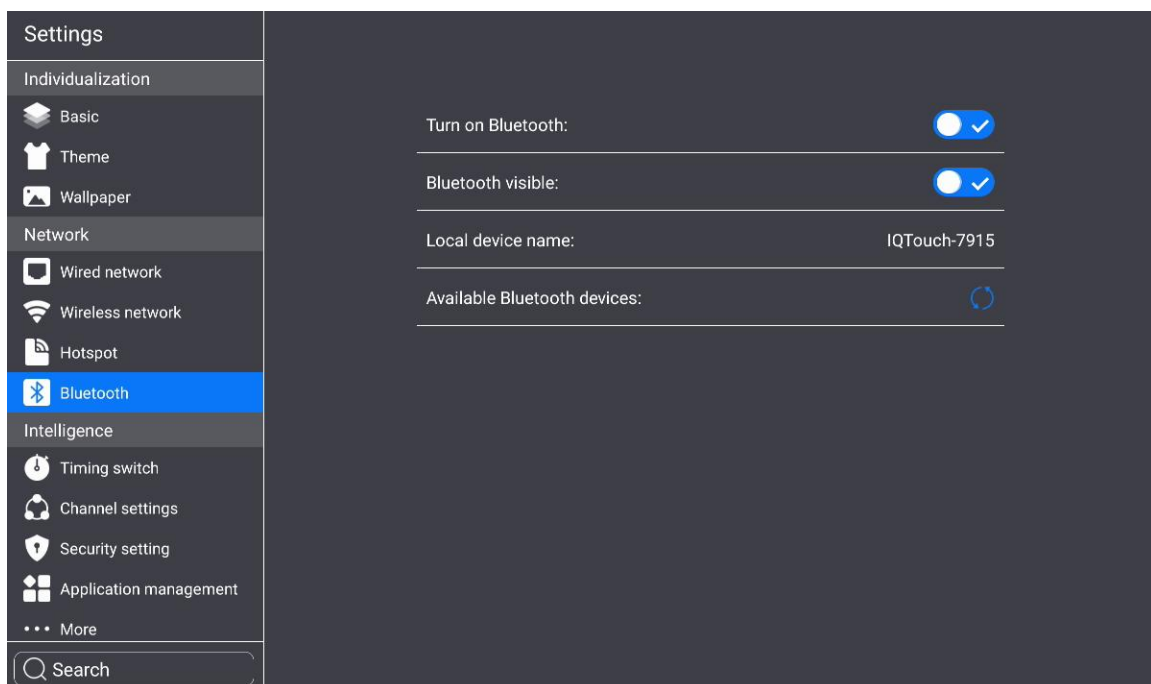 Settings
Individualization
Basic
Theme
Wallpaper
Network
Wired network
Wireless network
Hotspot
Bluetooth
Intelligence
Timing switch
Channel settings
Security setting
Application management
More
Search
Turn on Bluetooth:
Bluetooth visible:
Local device name: IQTouch-7915
Available Bluetooth devices: